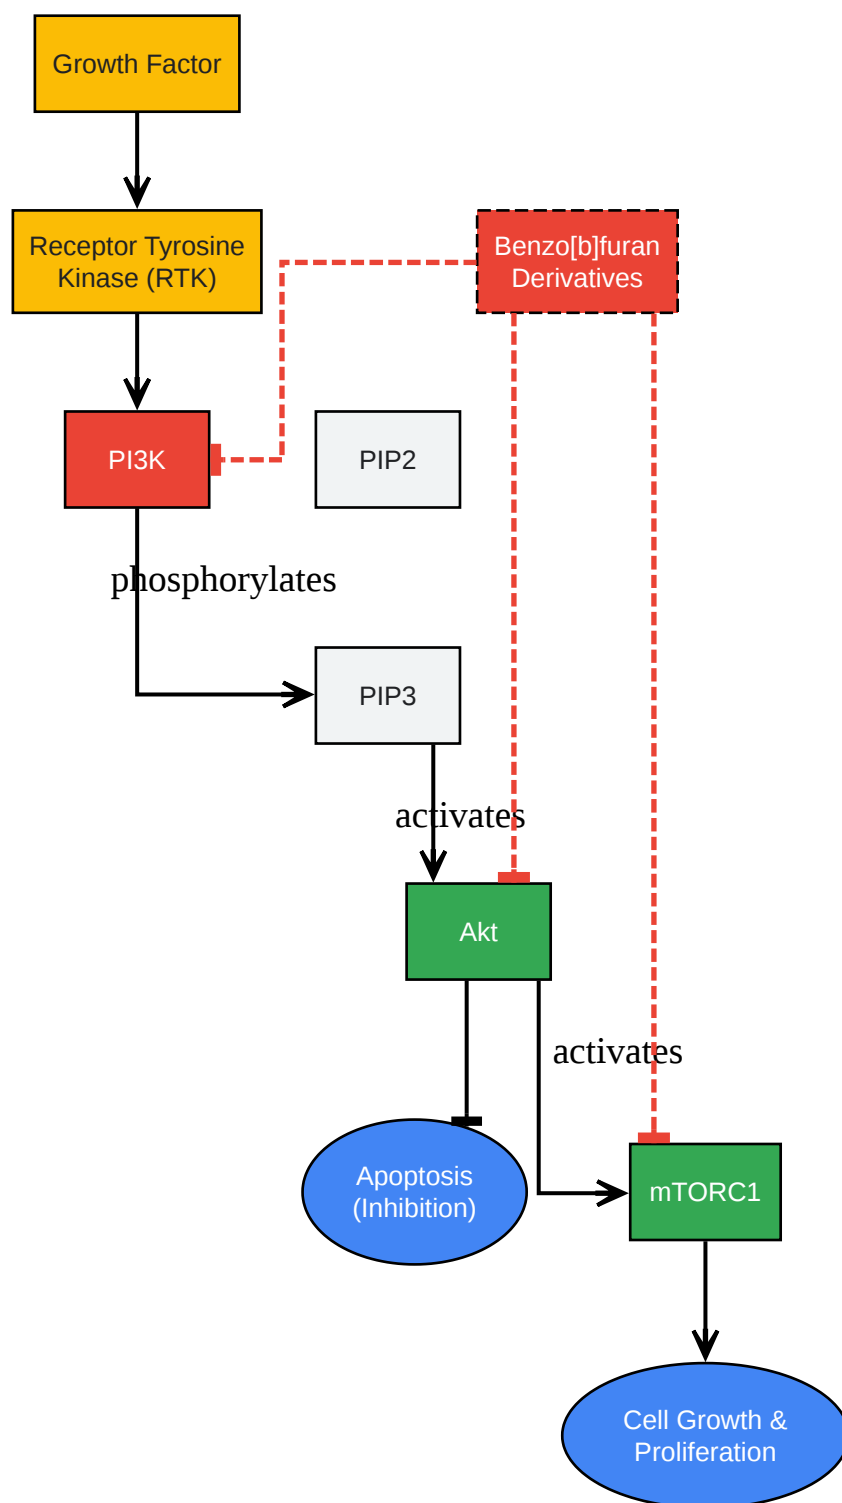 Growth Factor
Receptor Tyrosine
Kinase (RTK)
Benzo[b]furan
Derivatives
PI3K
PIP2
phosphorylates
PIP3
activates
Akt
activates
Apoptosis
(Inhibition)
mTORC1
Cell Growth &
Proliferation